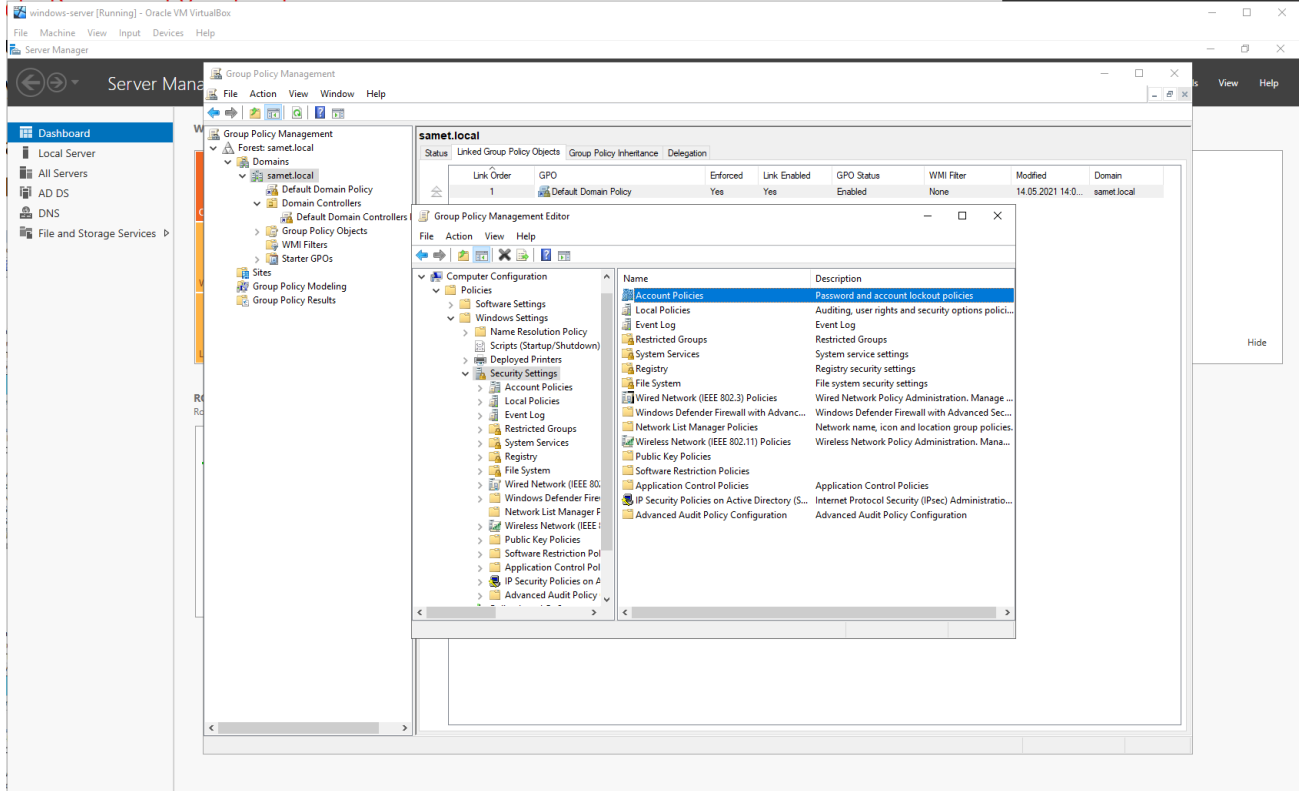 windows-server [Running] - Oracle VM VirtualBox
File Machine View Input Devices Help
Server Manager
Server Mana
View Help
Dashboard
Local Server
All Servers
AD DS
DNS
File and Storage Services
Hide
Group Policy Management
File Action View Window Help
Group Policy Management
Forest: samet.local
Domains
samet.local
Default Domain Policy
Domain Controllers
Default Domain Controllers
Group Policy Objects
WMI Filters
Starter GPOs
Sites
Group Policy Modeling
Group Policy Results
samet.local
Status Linked Group Policy Objects Group Policy Inheritance Delegation
Link Order GPO Enforced Link Enabled GPO Status WMI Filter Modified Domain
1 Default Domain Policy Yes Yes Enabled None 14.05.2021 14:0... samet.local
Group Policy Management Editor
File Action View Help
Computer Configuration
Policies
Software Settings
Windows Settings
Name Resolution Policy
Scripts (Startup/Shutdown)
Deployed Printers
Security Settings
Account Policies
Local Policies
Event Log
Restricted Groups
System Services
Registry
File System
Wired Network (IEEE 80
Windows Defender Fire
Network List Manager P
Wireless Network (IEEE
Public Key Policies
Software Restriction Pol
Application Control Pol
IP Security Policies on A
Advanced Audit Policy
Name Description
Account Policies Password and account lockout policies
Local Policies Auditing, user rights and security options polici...
Event Log Event Log
Restricted Groups Restricted Groups
System Services System service settings
Registry Registry security settings
File System File system security settings
Wired Network (IEEE 802.3) Policies Wired Network Policy Administration. Manage ...
Windows Defender Firewall with Advanc... Windows Defender Firewall with Advanced Sec...
Network List Manager Policies Network name, icon and location group policies.
Wireless Network (IEEE 802.11) Policies Wireless Network Policy Administration. Mana...
Public Key Policies
Software Restriction Policies
Application Control Policies Application Control Policies
IP Security Policies on Active Directory (S... Internet Protocol Security (IPsec) Administratio...
Advanced Audit Policy Configuration Advanced Audit Policy Configuration